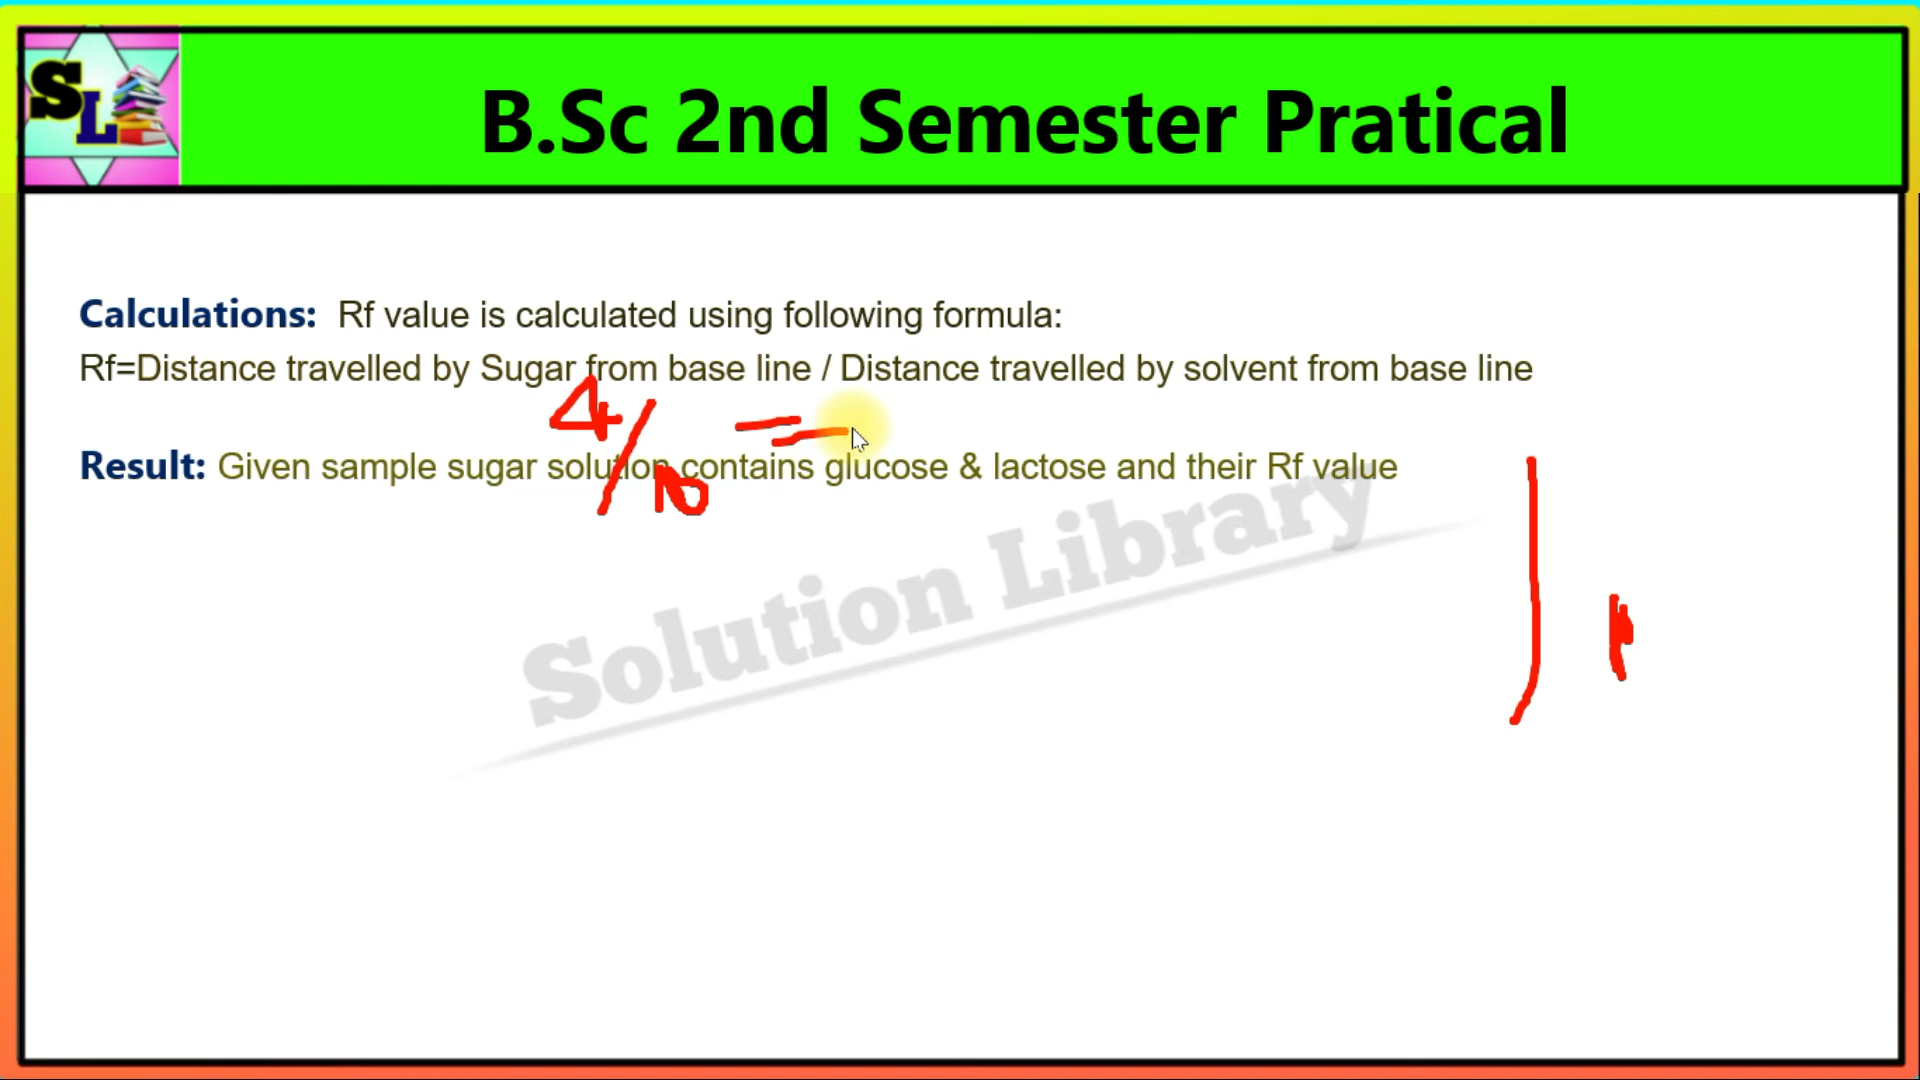 SL
B.Sc 2nd Semester Pratical
Calculations: Rf value is calculated using following formula:
Rf=Distance travelled by Sugar from base line / Distance travelled by solvent from base line
4/10 =
Result: Given sample sugar solution contains glucose & lactose and their Rf value
Solution Library